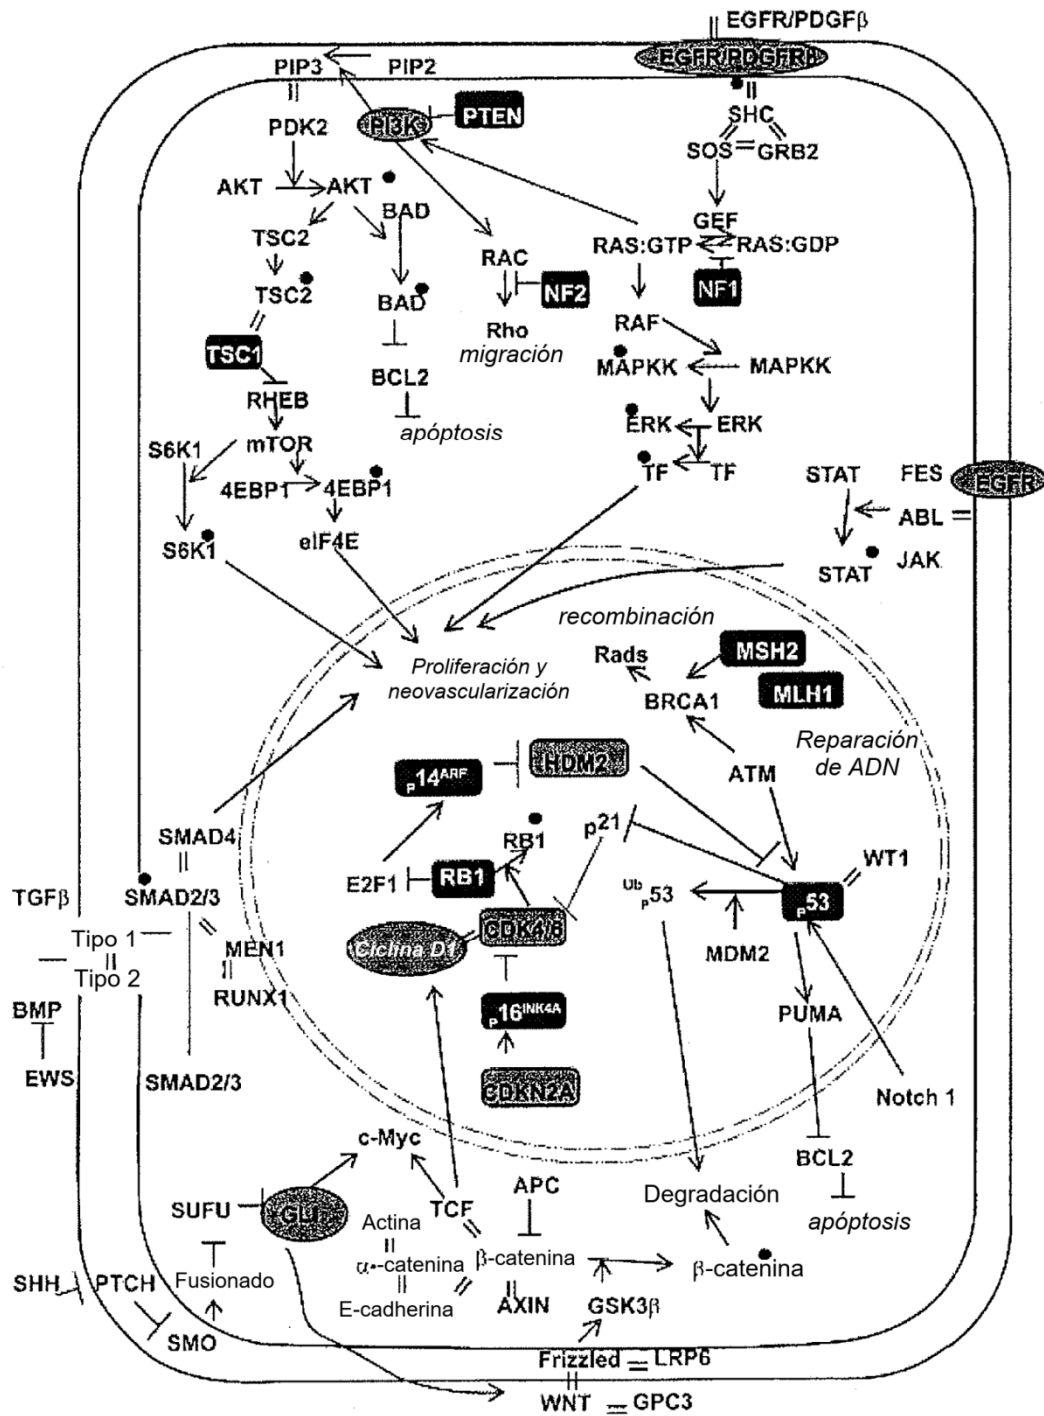 EGFR/PDGFβ
EGFR/PDGFRβ
PIP3
PIP2
PI3K
PTEN
SHC
SOS
GRB2
PDK2
AKT
AKT
BAD
GEF
RAS:GTP
RAS:GDP
TSC2
RAC
NF2
NF1
TSC2
BAD
Rho
migración
RAF
TSC1
MAPKK
MAPKK
RHEB
BCL2
apóptosis
ERK
ERK
S6K1
mTOR
4EBP1
4EBP1
TF
TF
STAT
FES
EGFR
ABL
S6K1
eIF4E
STAT
JAK
recombinación
Proliferación y
neovascularización
Rads
MSH2
MLH1
BRCA1
Reparación
de ADN
ATM
p14ARF
HDM2
p21
SMAD4
RB1
WT1
E2F1
RB1
Ub
p53
p53
TGFβ
SMAD2/3
CDK4/6
Ciclina D1
MDM2
Tipo 1
MEN1
Tipo 2
RUNX1
BMP
p16INK4A
PUMA
EWS
SMAD2/3
CDKN2A
Notch 1
c-Myc
BCL2
APC
Degradación
SUFU
GLI
TCF
apóptosis
Actina
α-catenina
β-catenina
β-catenina
SHH
PTCH
Fusionado
E-cadherina
AXIN
GSK3β
SMO
Frizzled
LRP6
WNT
GPC3